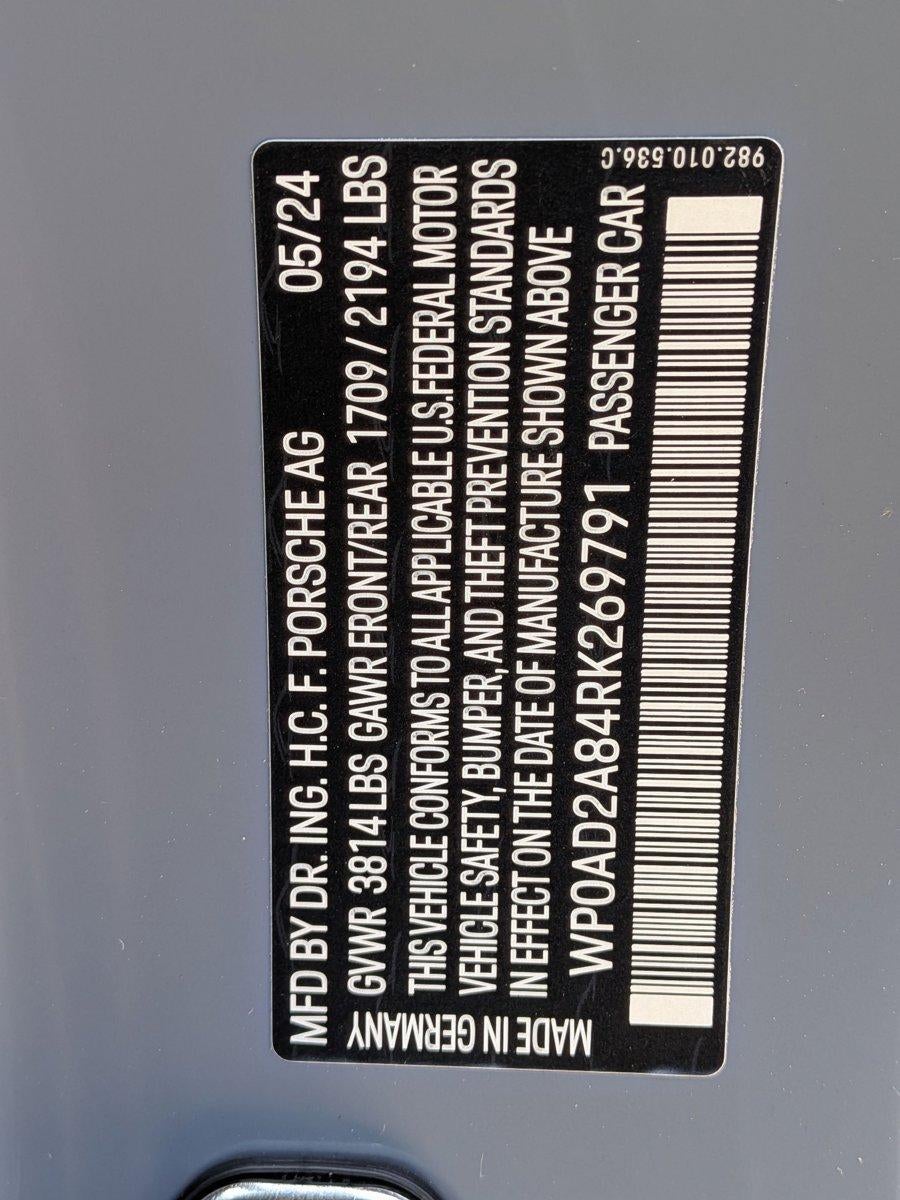 MFD BY DR. ING. H.C. F. PORSCHE AG 05/24
GVWR 3814 LBS GAWR FRONT/REAR 1709 / 2194 LBS
THIS VEHICLE CONFORMS TO ALL APPLICABLE U.S. FEDERAL MOTOR
VEHICLE SAFETY, BUMPER, AND THEFT PREVENTION STANDARDS
IN EFFECT ON THE DATE OF MANUFACTURE SHOWN ABOVE
WP0AD2A84RK269791 PASSENGER CAR
MADE IN GERMANY
982.010.536.C